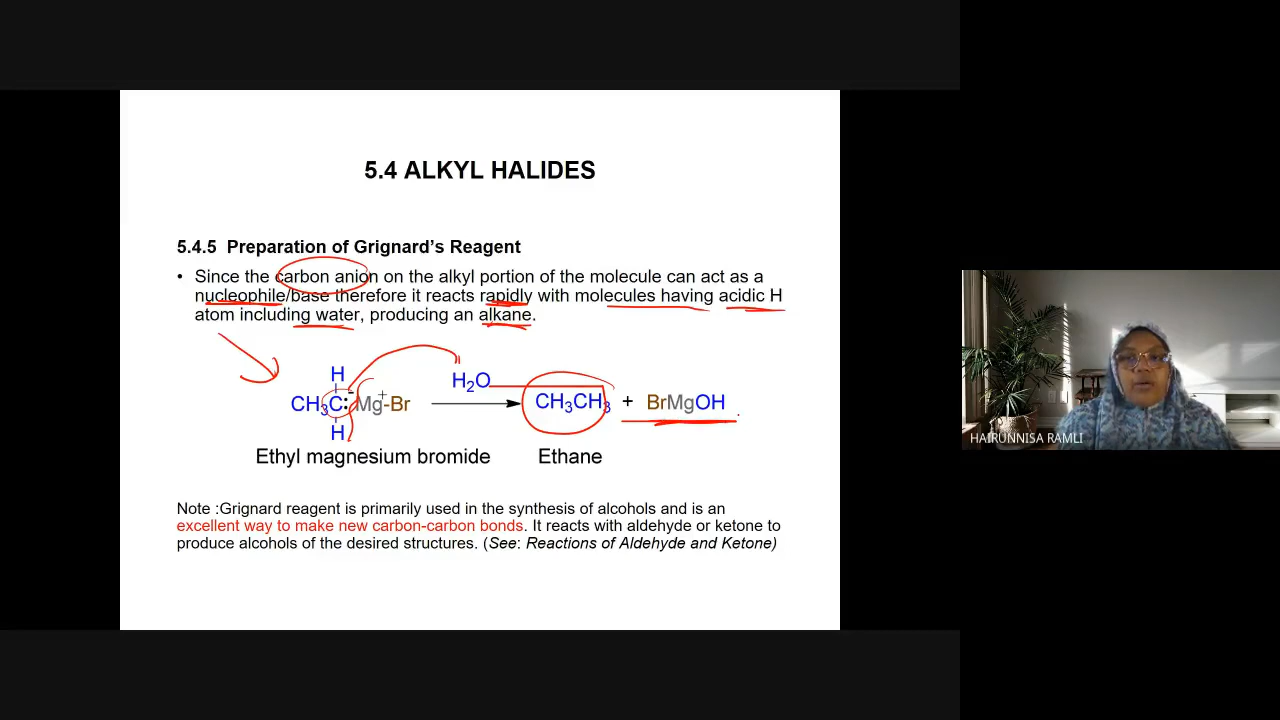 5.4 ALKYL HALIDES
5.4.5 Preparation of Grignard's Reagent
• Since the carbon anion on the alkyl portion of the molecule can act as a
nucleophile/base therefore it reacts rapidly with molecules having acidic H
atom including water, producing an alkane.
H
H₂O
CH₃C:⁻ Mg⁺-Br ⟶ CH₃CH₃ + BrMgOH
H
Ethyl magnesium bromide Ethane
Note :Grignard reagent is primarily used in the synthesis of alcohols and is an
excellent way to make new carbon-carbon bonds. It reacts with aldehyde or ketone to
produce alcohols of the desired structures. (See: Reactions of Aldehyde and Ketone)
HAIRUNNISA RAMLI